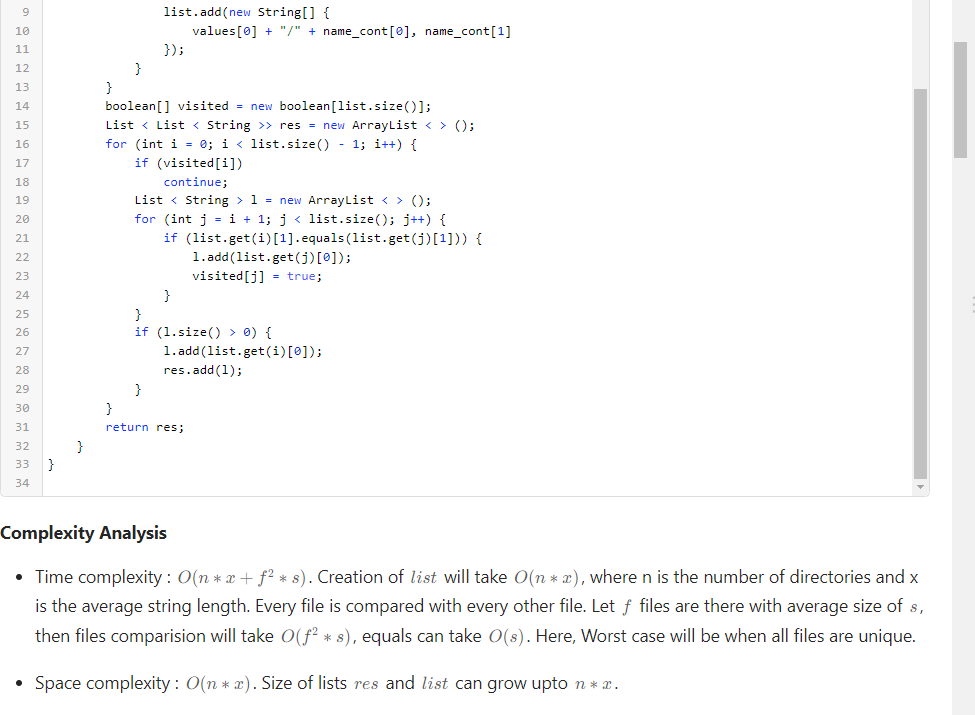 9 list.add(new String[] {
10 values[0] + "/" + name_cont[0], name_cont[1]
11 });
12 }
13 }
14 boolean[] visited = new boolean[list.size()];
15 List < List < String >> res = new ArrayList < > ();
16 for (int i = 0; i < list.size() - 1; i++) {
17 if (visited[i])
18 continue;
19 List < String > l = new ArrayList < > ();
20 for (int j = i + 1; j < list.size(); j++) {
21 if (list.get(i)[1].equals(list.get(j)[1])) {
22 l.add(list.get(j)[0]);
23 visited[j] = true;
24 }
25 }
26 if (l.size() > 0) {
27 l.add(list.get(i)[0]);
28 res.add(l);
29 }
30 }
31 return res;
32 }
33 }
34
Complexity Analysis
• Time complexity : O(n * x + f² * s). Creation of list will take O(n * x), where n is the number of directories and x
is the average string length. Every file is compared with every other file. Let f files are there with average size of s,
then files comparision will take O(f² * s), equals can take O(s). Here, Worst case will be when all files are unique.
• Space complexity : O(n * x). Size of lists res and list can grow upto n * x.